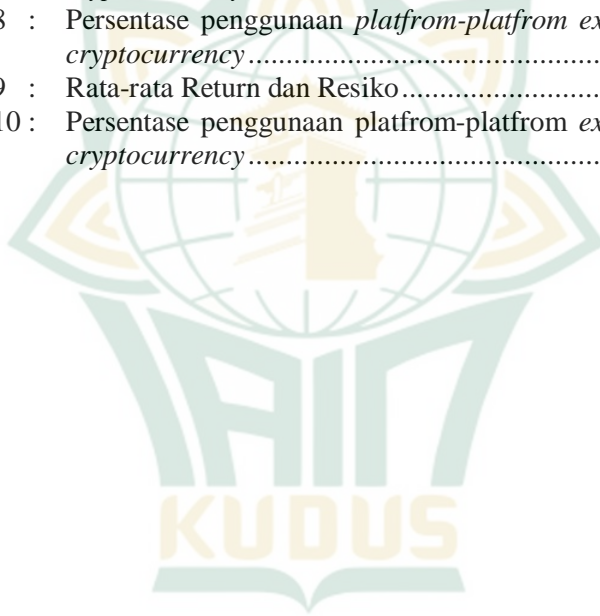 8 : Persentase penggunaan platfrom-platfrom ex
cryptocurrency...............................................
9 : Rata-rata Return dan Resiko...........................
10 : Persentase penggunaan platfrom-platfrom ex
cryptocurrency...............................................
IAIN
KUDUS